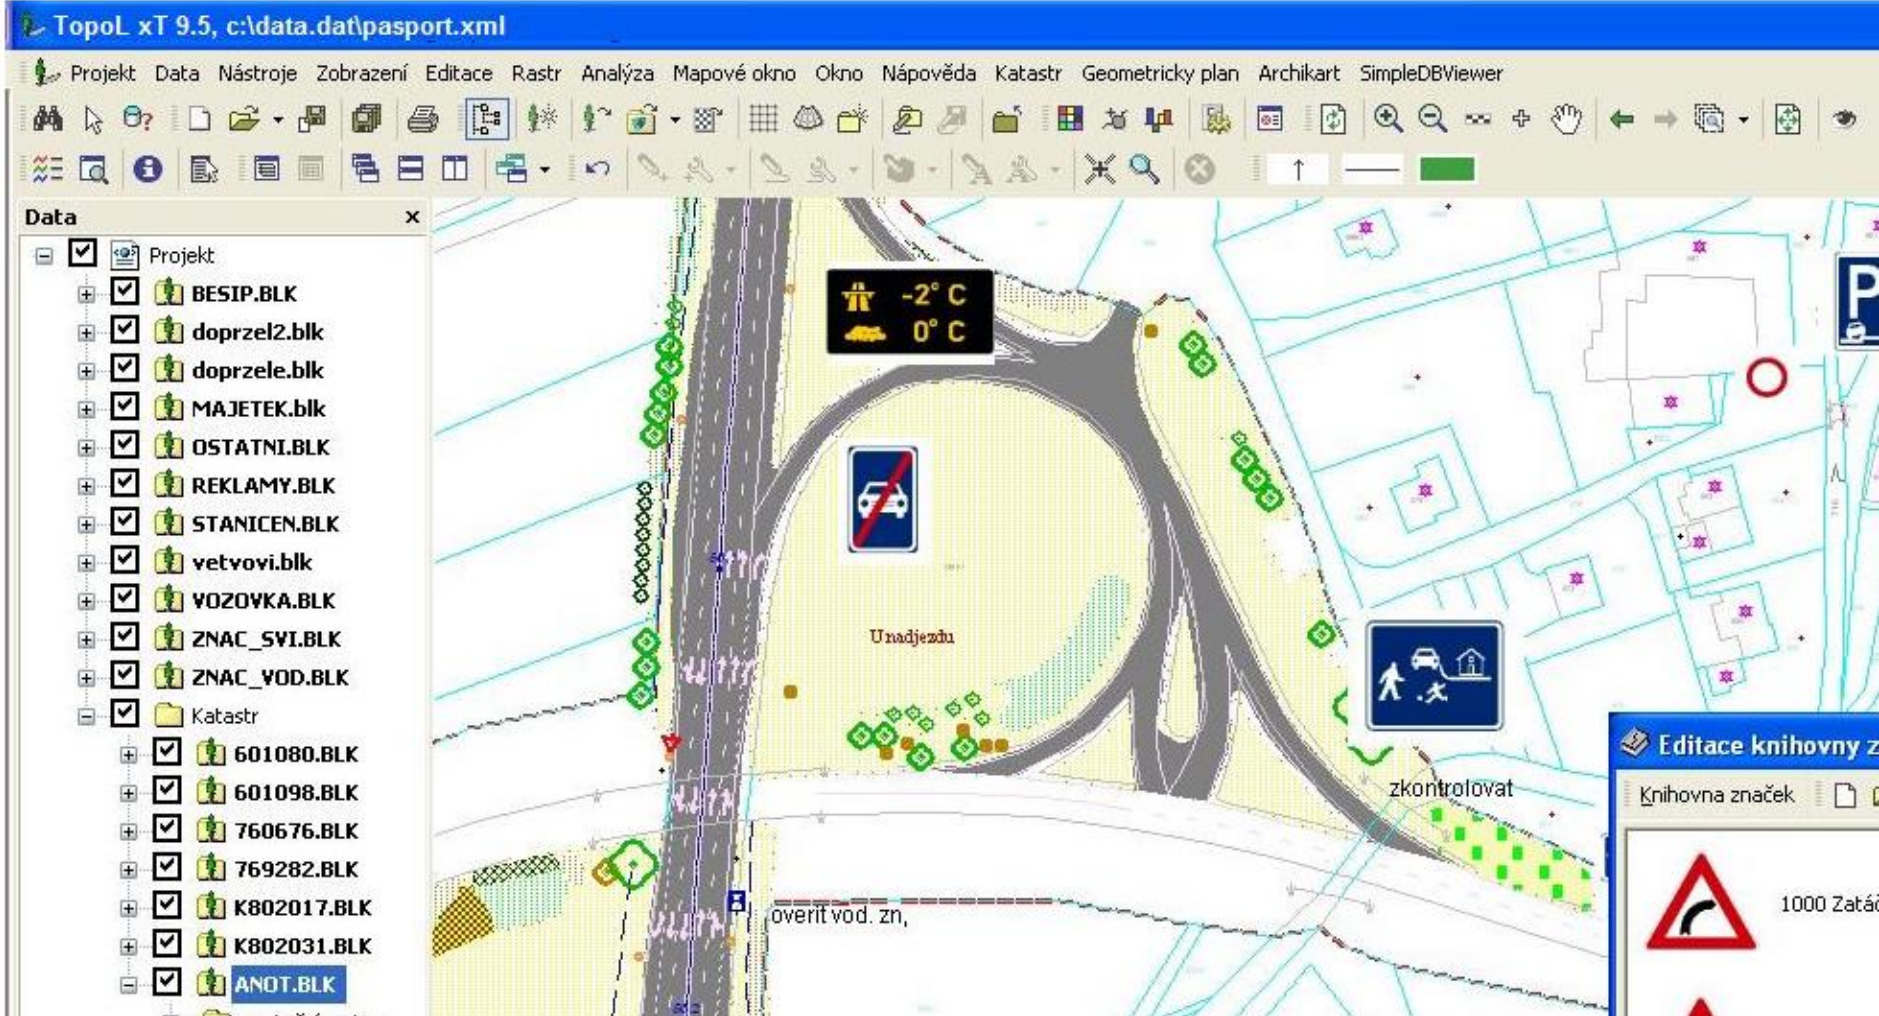 TopoL xT 9.5, c:\data.dat\pasport.xml
Projekt Data Nástroje Zobrazení Editace Rastr Analýza Mapové okno Okno Nápověda Katastr Geometricky plan Archikart SimpleDBViewer
Data
Projekt
BESIP.BLK
doprzel2.blk
doprzele.blk
MAJETEK.blk
OSTATNI.BLK
REKLAMY.BLK
STANICEN.BLK
vetvovi.blk
VOZOVKA.BLK
ZNAC_SVI.BLK
ZNAC_VOD.BLK
Katastr
601080.BLK
601098.BLK
760676.BLK
769282.BLK
K802017.BLK
K802031.BLK
ANOT.BLK
-2° C
0° C
P
U nadjezdu
zkontrolovat
overit vod. zn,
Editace knihovny z
Knihovna značek
1000 Zatáč